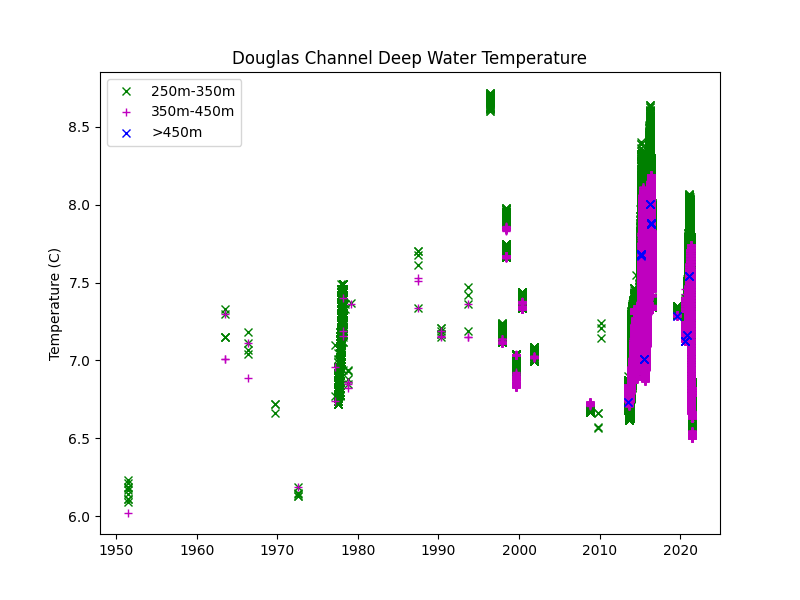 Douglas Channel Deep Water Temperature
250m-350m
350m-450m
>450m
Temperature (C)
8.5
8.0
7.5
7.0
6.5
6.0
1950 1960 1970 1980 1990 2000 2010 2020